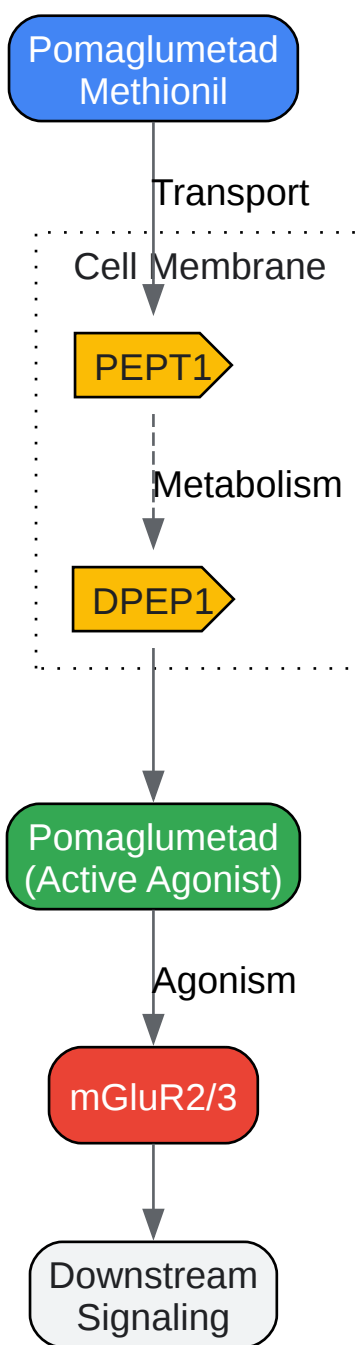 Pomaglumetad
Methionil
Transport
Cell Membrane
PEPT1
Metabolism
DPEP1
Pomaglumetad
(Active Agonist)
Agonism
mGluR2/3
Downstream
Signaling